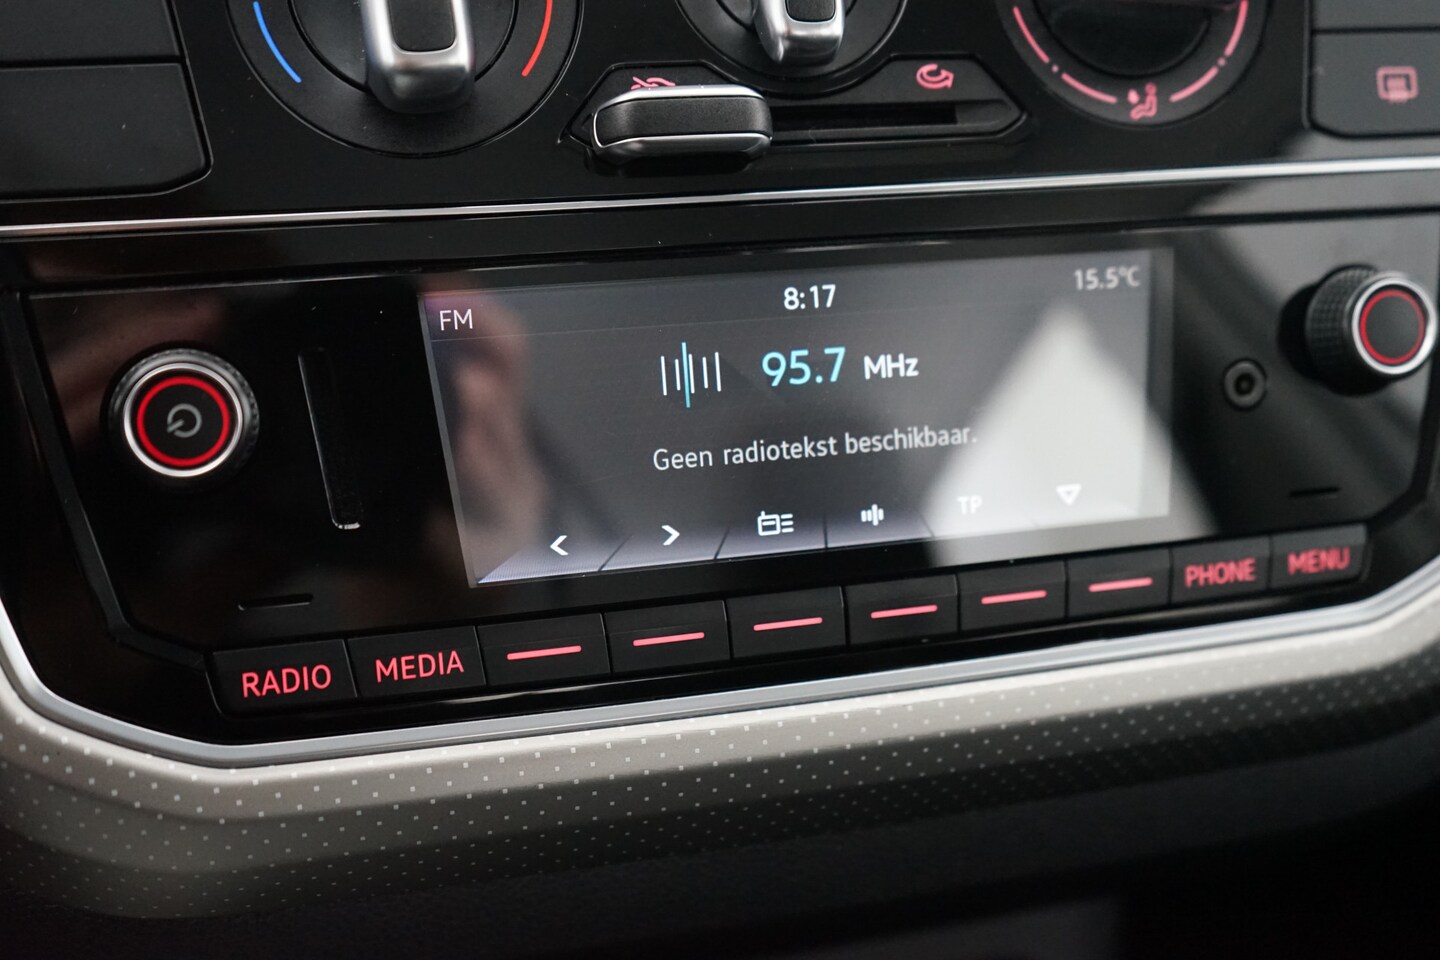 8:17
15.5°C
FM
95.7 MHz
Geen radiotekst beschikbaar.
TP
RADIO
MEDIA
PHONE
MENU